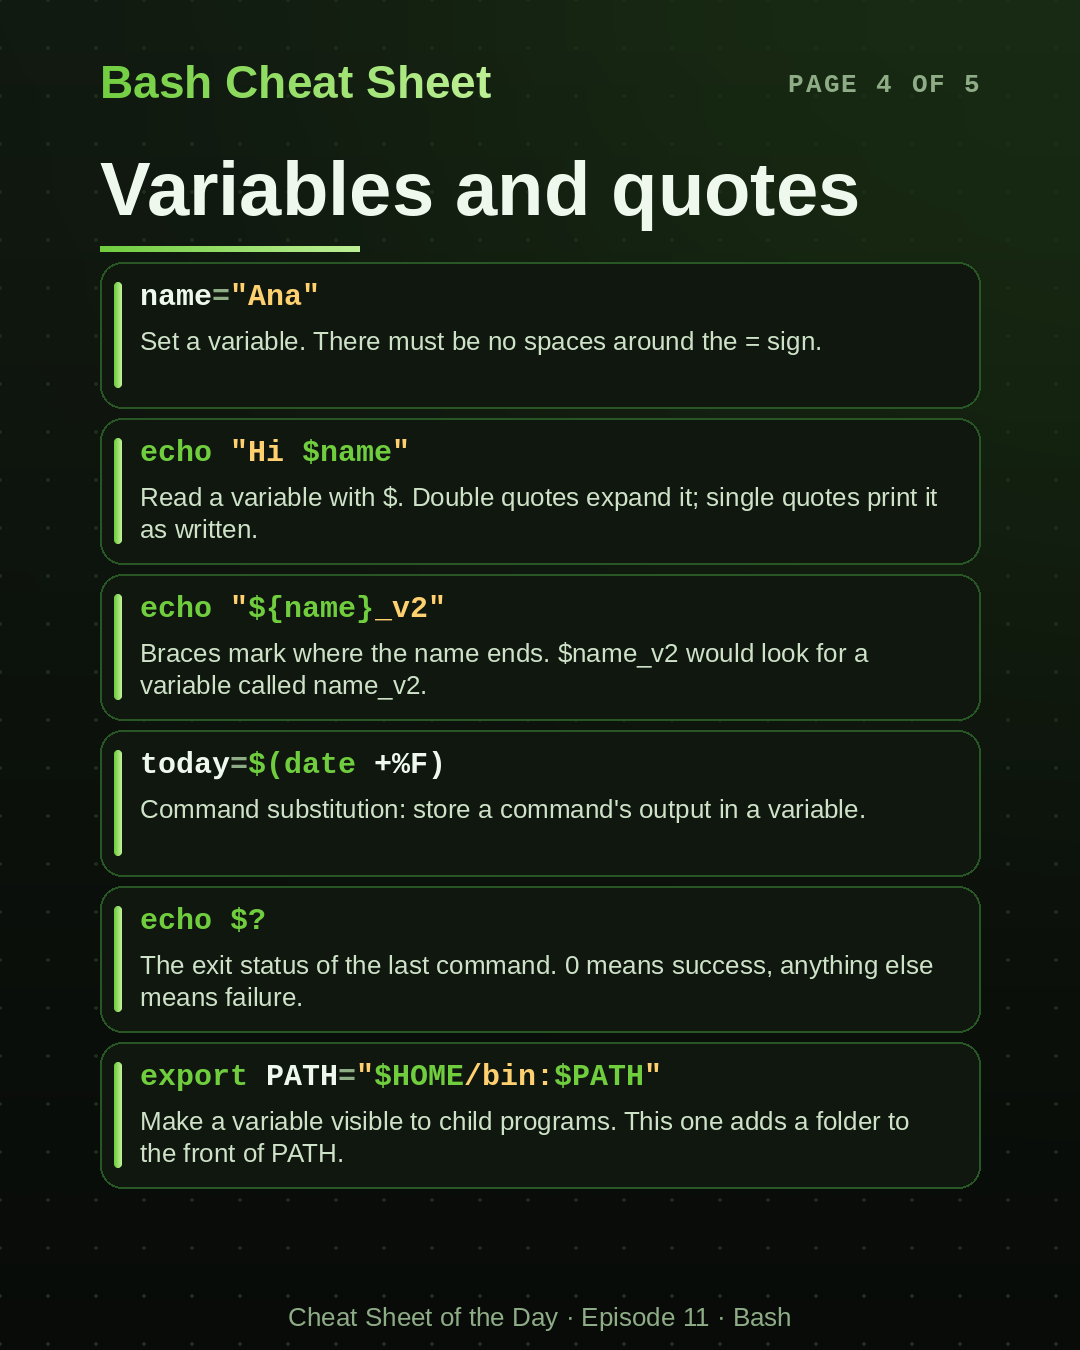 Bash Cheat Sheet
PAGE 4 OF 5
Variables and quotes
name="Ana"
Set a variable. There must be no spaces around the = sign.
echo "Hi $name"
Read a variable with $. Double quotes expand it; single quotes print it
as written.
echo "${name}_v2"
Braces mark where the name ends. $name_v2 would look for a
variable called name_v2.
today=$(date +%F)
Command substitution: store a command's output in a variable.
echo $?
The exit status of the last command. 0 means success, anything else
means failure.
export PATH="$HOME/bin:$PATH"
Make a variable visible to child programs. This one adds a folder to
the front of PATH.
Cheat Sheet of the Day · Episode 11 · Bash